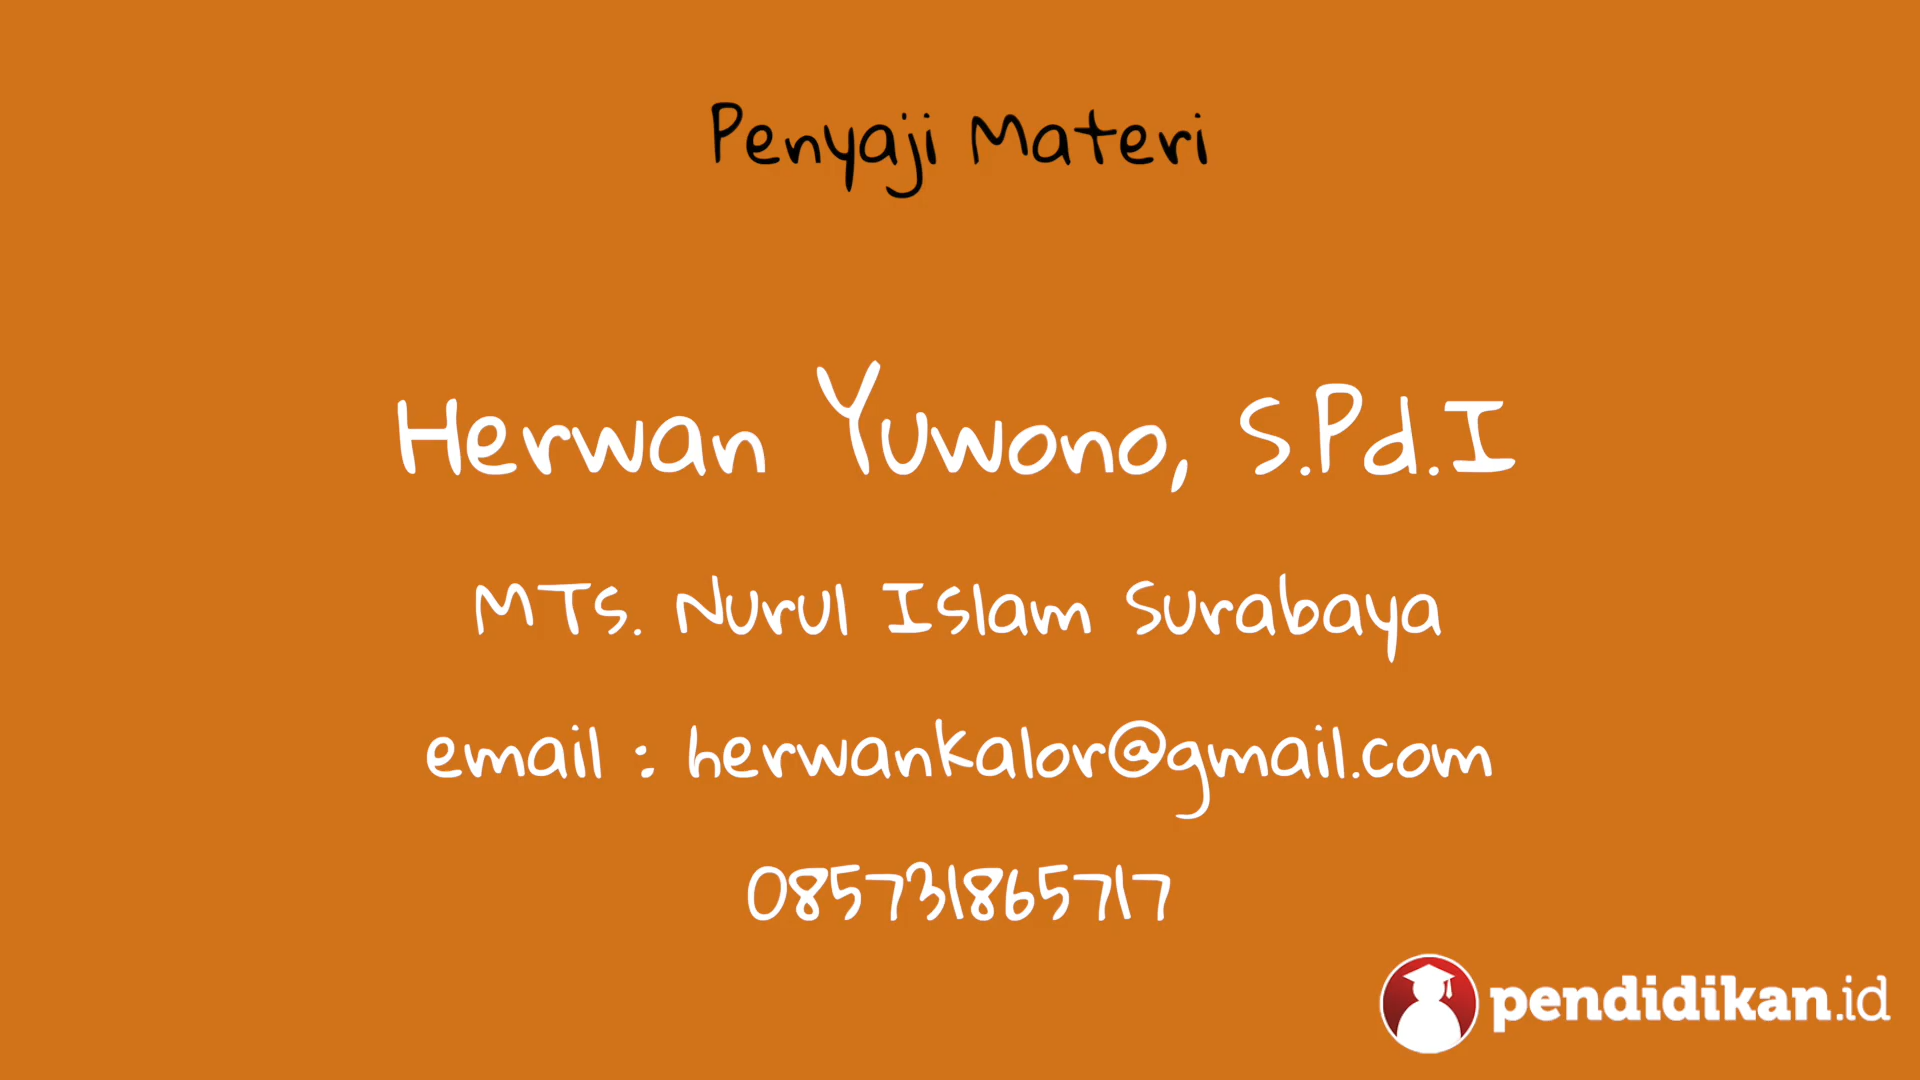 Penyaji Materi
Herwan Yuwono, S.Pd.I
MTs. Nurul Islam Surabaya
email : herwankalor@gmail.com
085731865717
pendidikan.id